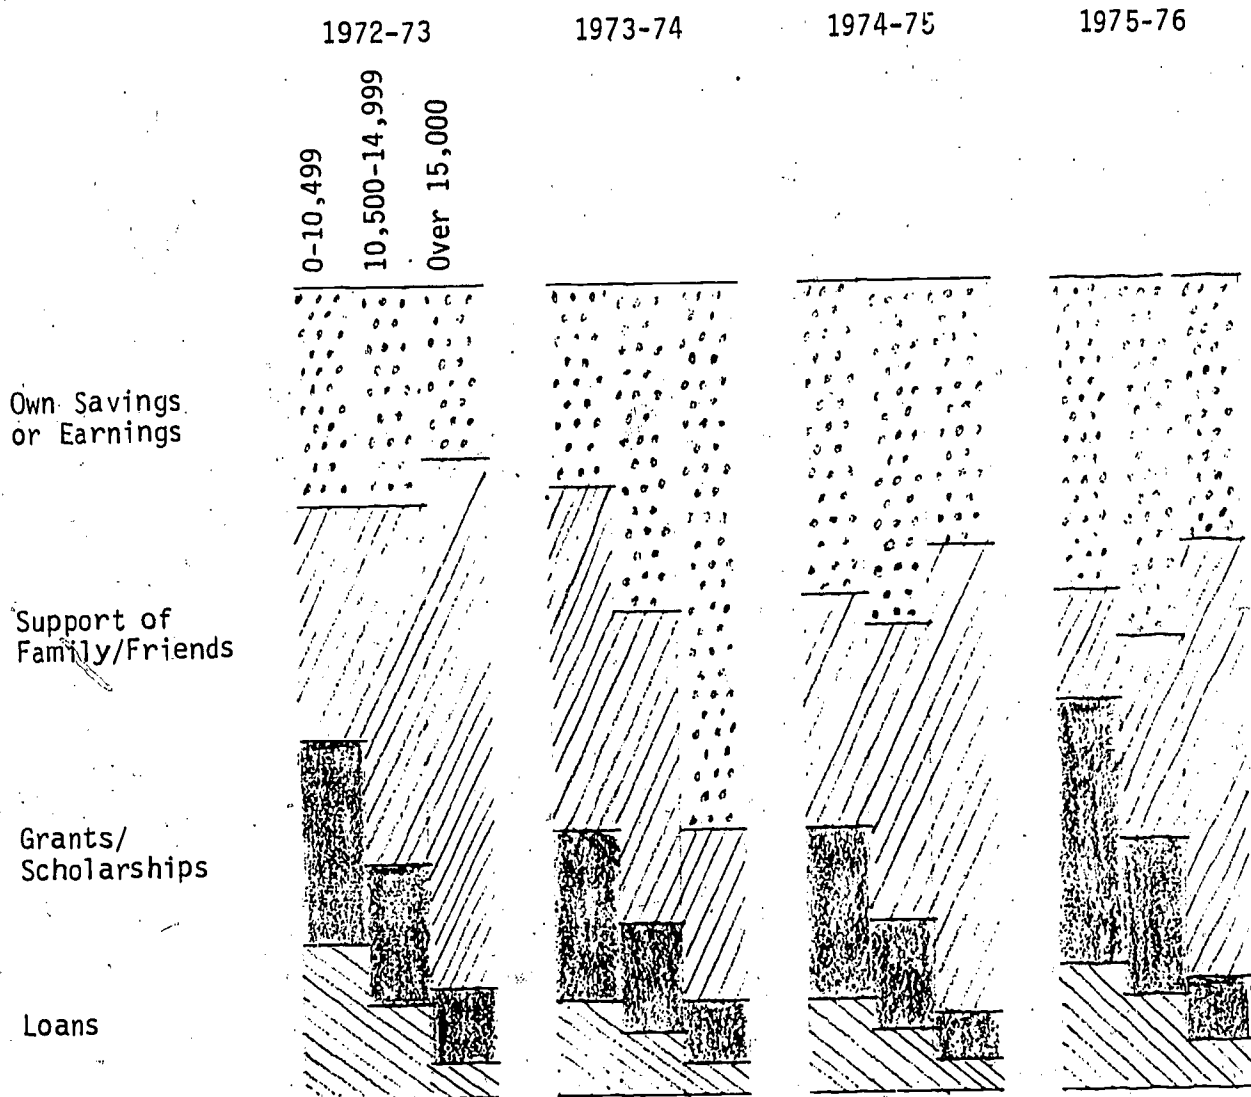 1972-73
1973-74
1974-75
1975-76
0-10,499
10,500-14,999
Over 15,000
Own Savings
or Earnings
Support of
Family/Friends
Grants/
Scholarships
Loans